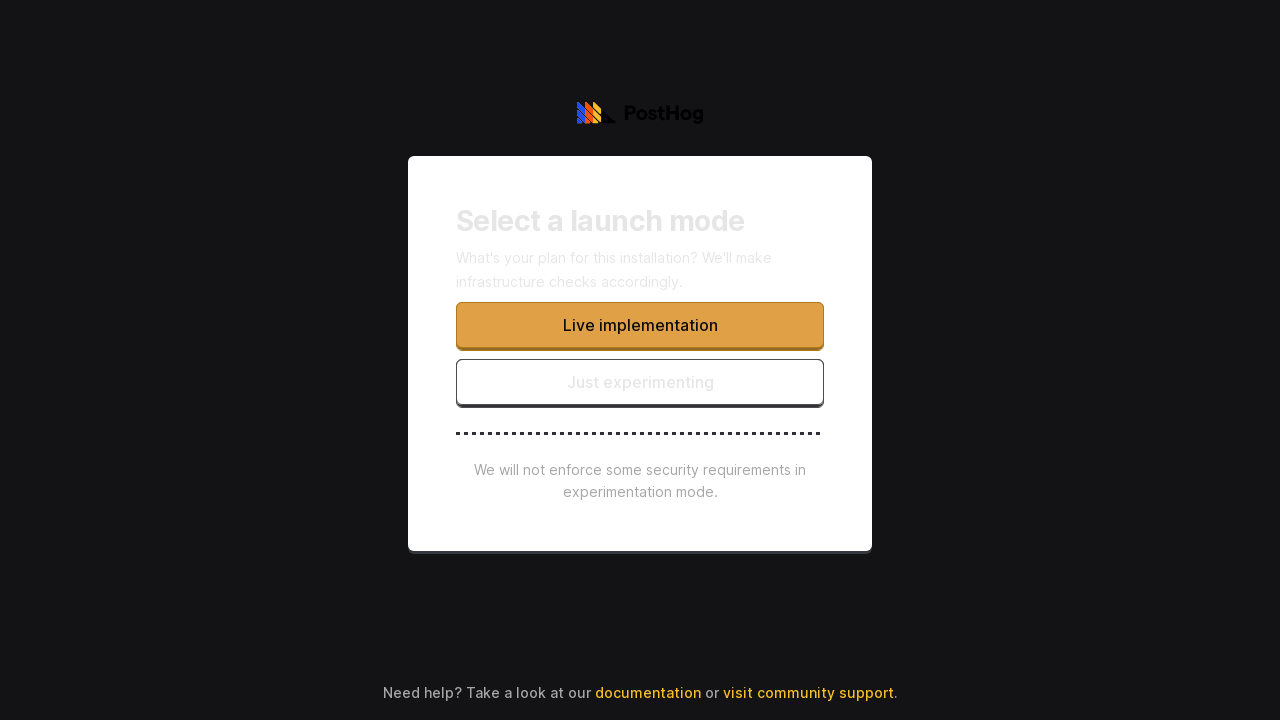 PostHog
Select a launch mode
What's your plan for this installation? We'll make
infrastructure checks accordingly.
Live implementation
Just experimenting
We will not enforce some security requirements in
experimentation mode.
Need help? Take a look at our documentation or visit community support.